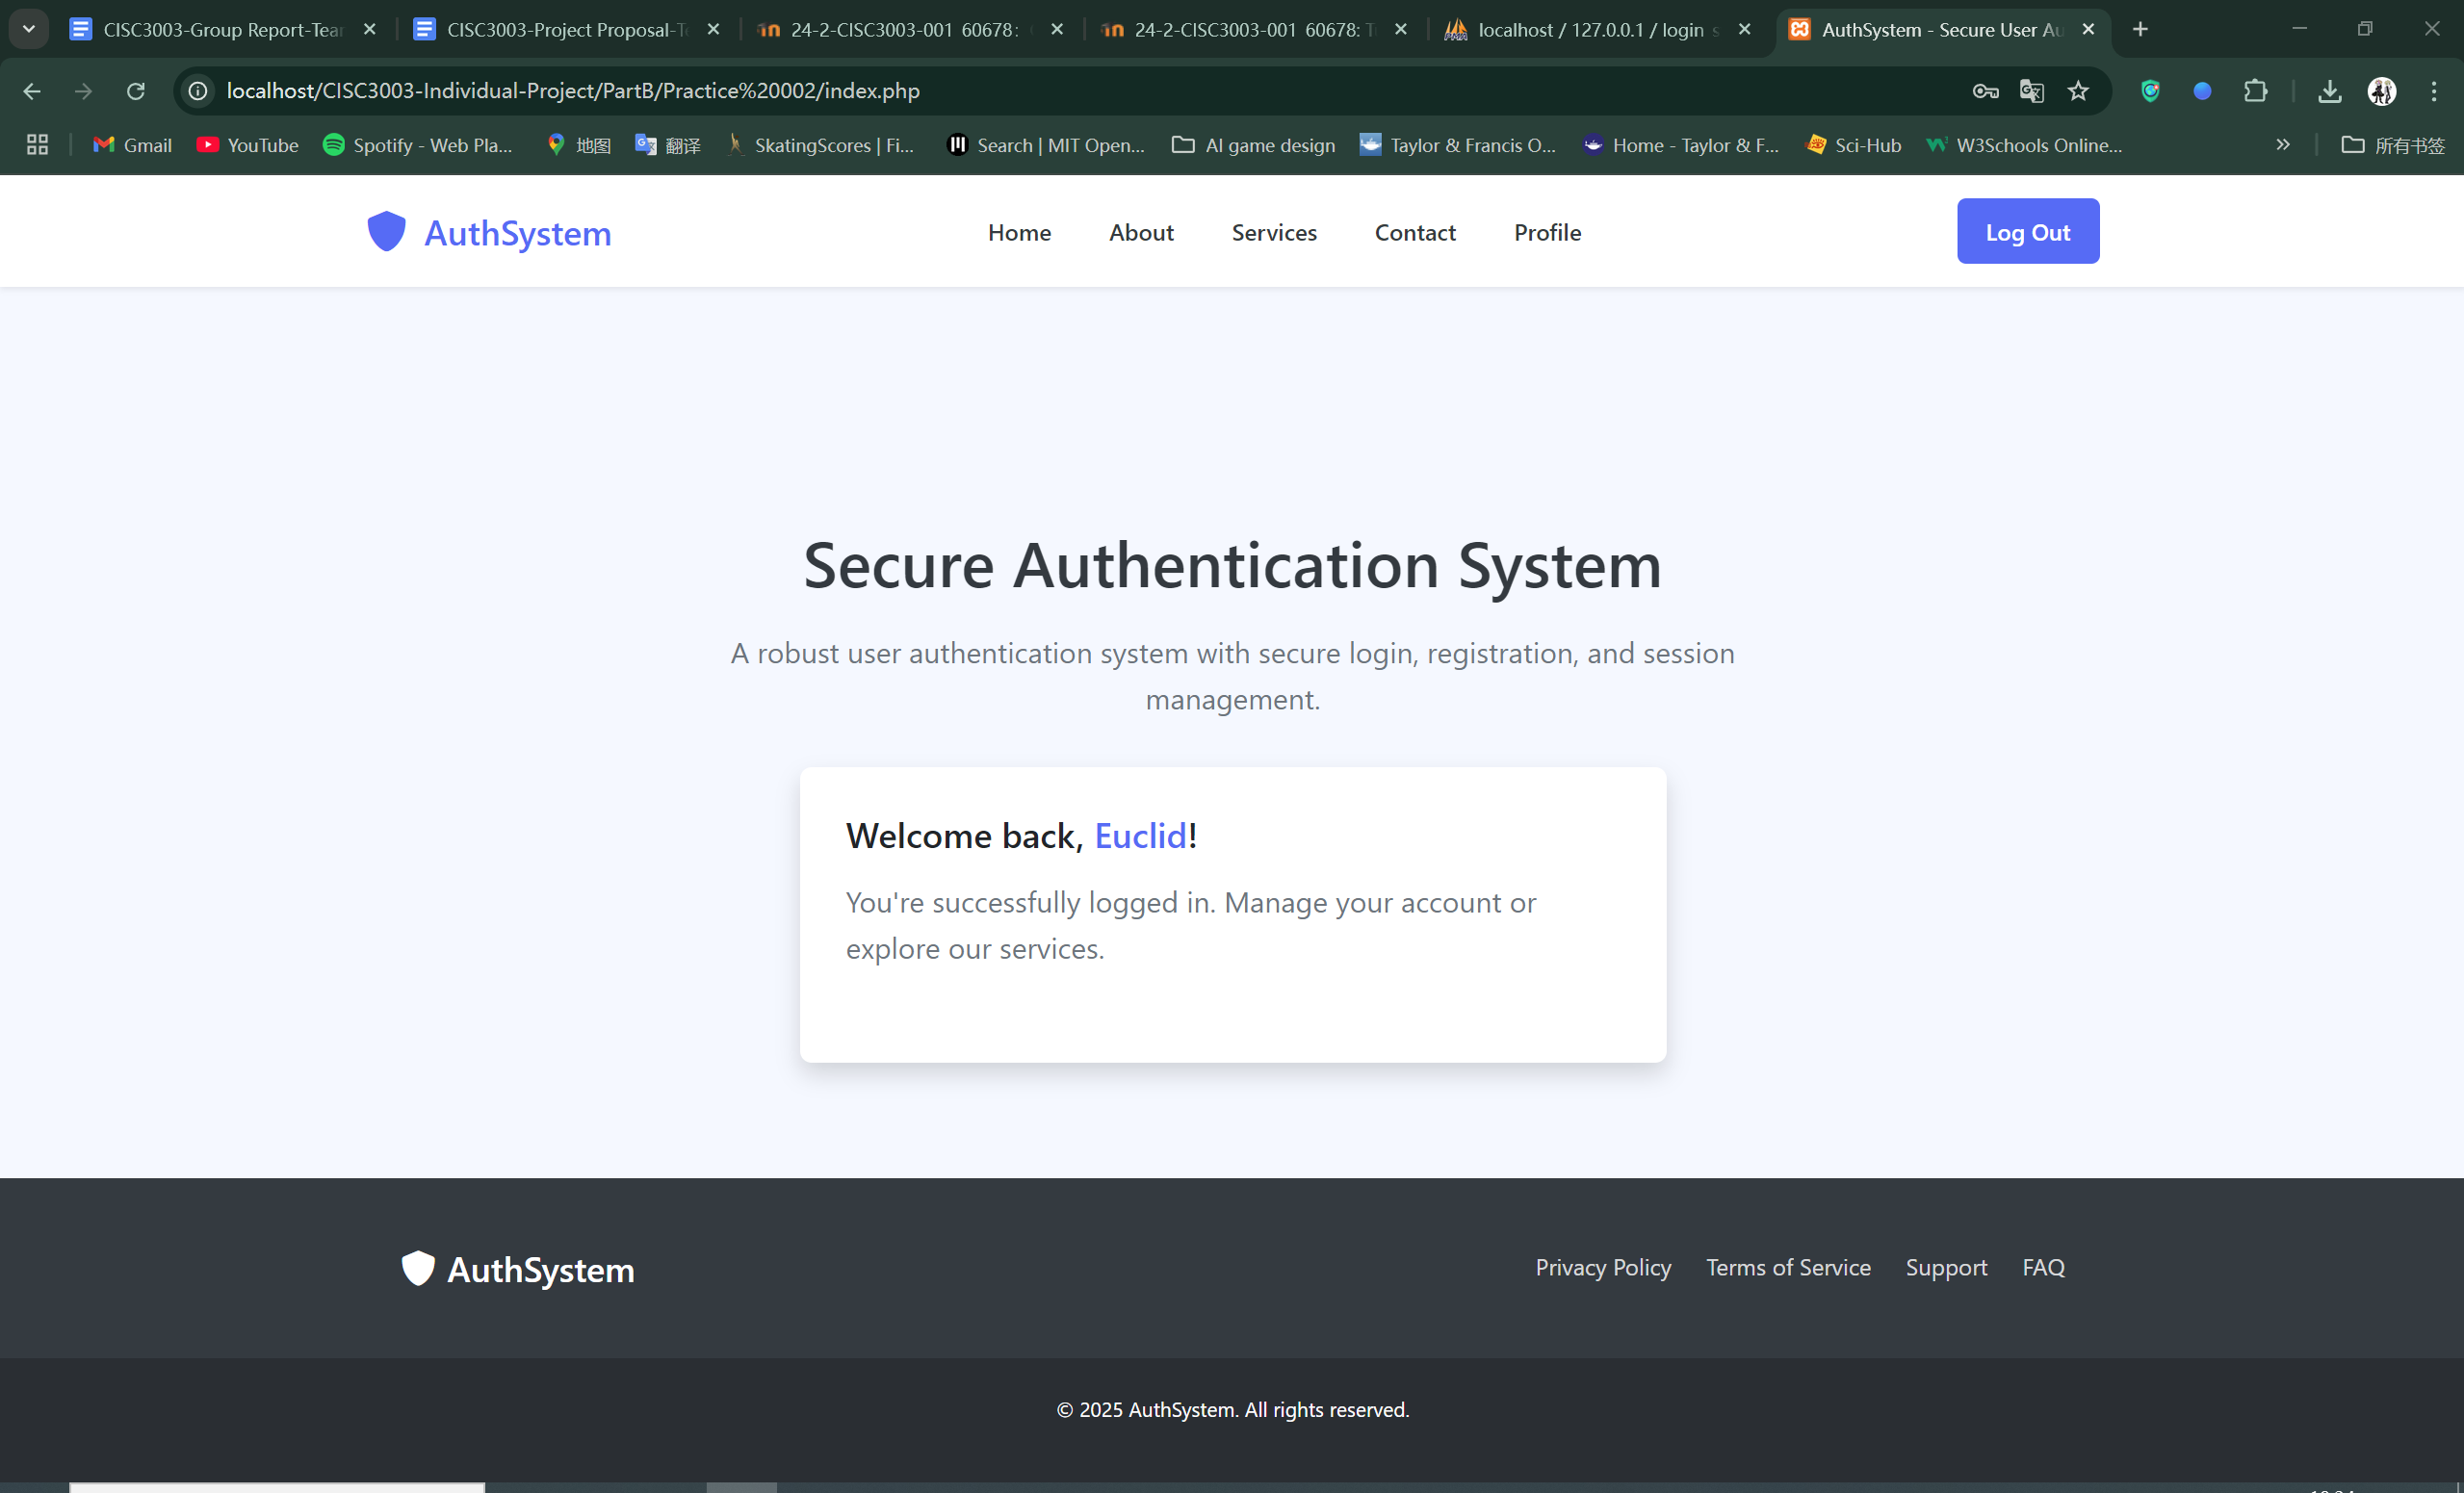 CISC3003-Group Report-Tear
CISC3003-Project Proposal-Te
24-2-CISC3003-001 60678:
24-2-CISC3003-001 60678: T
localhost / 127.0.0.1 / login s
AuthSystem - Secure User Au
localhost/CISC3003-Individual-Project/PartB/Practice%20002/index.php
Gmail
YouTube
Spotify - Web Pla...
地图
翻译
SkatingScores | Fi...
Search | MIT Open...
AI game design
Taylor & Francis O...
Home - Taylor & F...
Sci-Hub
W3Schools Online...
所有书签
AuthSystem
Home
About
Services
Contact
Profile
Log Out
Secure Authentication System
A robust user authentication system with secure login, registration, and session
management.
Welcome back, Euclid!
You're successfully logged in. Manage your account or
explore our services.
AuthSystem
Privacy Policy
Terms of Service
Support
FAQ
© 2025 AuthSystem. All rights reserved.